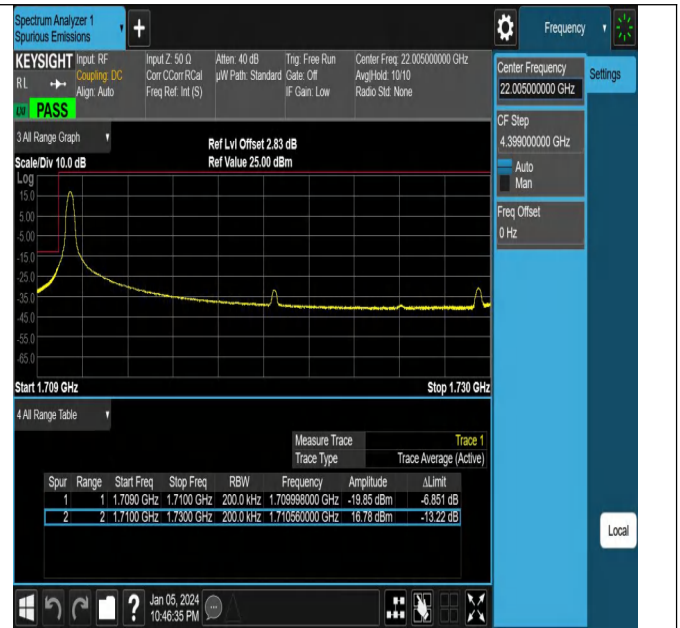 Spectrum Analyzer 1
Spurious Emissions
Frequency
KEYSIGHT
RL
Input: RF
Coupling: DC
Align: Auto
Input Z: 50 Ω
Corr CCorr RCal
Freq Ref: Int (S)
Atten: 40 dB
µW Path: Standard
Trig: Free Run
Gate: Off
IF Gain: Low
Center Freq: 22.005000000 GHz
Avg|Hold: 10/10
Radio Std: None
PASS
Center Frequency
22.005000000 GHz
Settings
CF Step
4.399000000 GHz
Auto
Man
Freq Offset
0 Hz
3 All Range Graph
Scale/Div 10.0 dB
Ref Lvl Offset 2.83 dB
Ref Value 25.00 dBm
Log
15.0
5.00
-5.00
-15.0
-25.0
-35.0
-45.0
-55.0
-65.0
Start 1.709 GHz
Stop 1.730 GHz
4 All Range Table
Measure Trace Trace 1
Trace Type Trace Average (Active)
Spur Range Start Freq Stop Freq RBW Frequency Amplitude ΔLimit
1 1 1.7090 GHz 1.7100 GHz 200.0 kHz 1.709998000 GHz -19.85 dBm -6.851 dB
2 2 1.7100 GHz 1.7300 GHz 200.0 kHz 1.710560000 GHz 16.78 dBm -13.22 dB
Local
Jan 05, 2024
10:46:35 PM